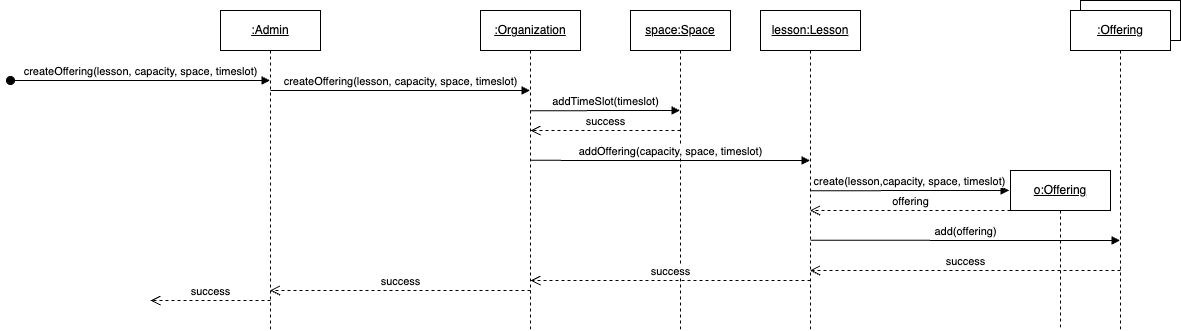 :Admin
:Organization
space:Space
lesson:Lesson
:Offering
createOffering(lesson, capacity, space, timeslot)
createOffering(lesson, capacity, space, timeslot)
addTimeSlot(timeslot)
success
addOffering(capacity, space, timeslot)
create(lesson,capacity, space, timeslot)
o:Offering
offering
add(offering)
success
success
success
success